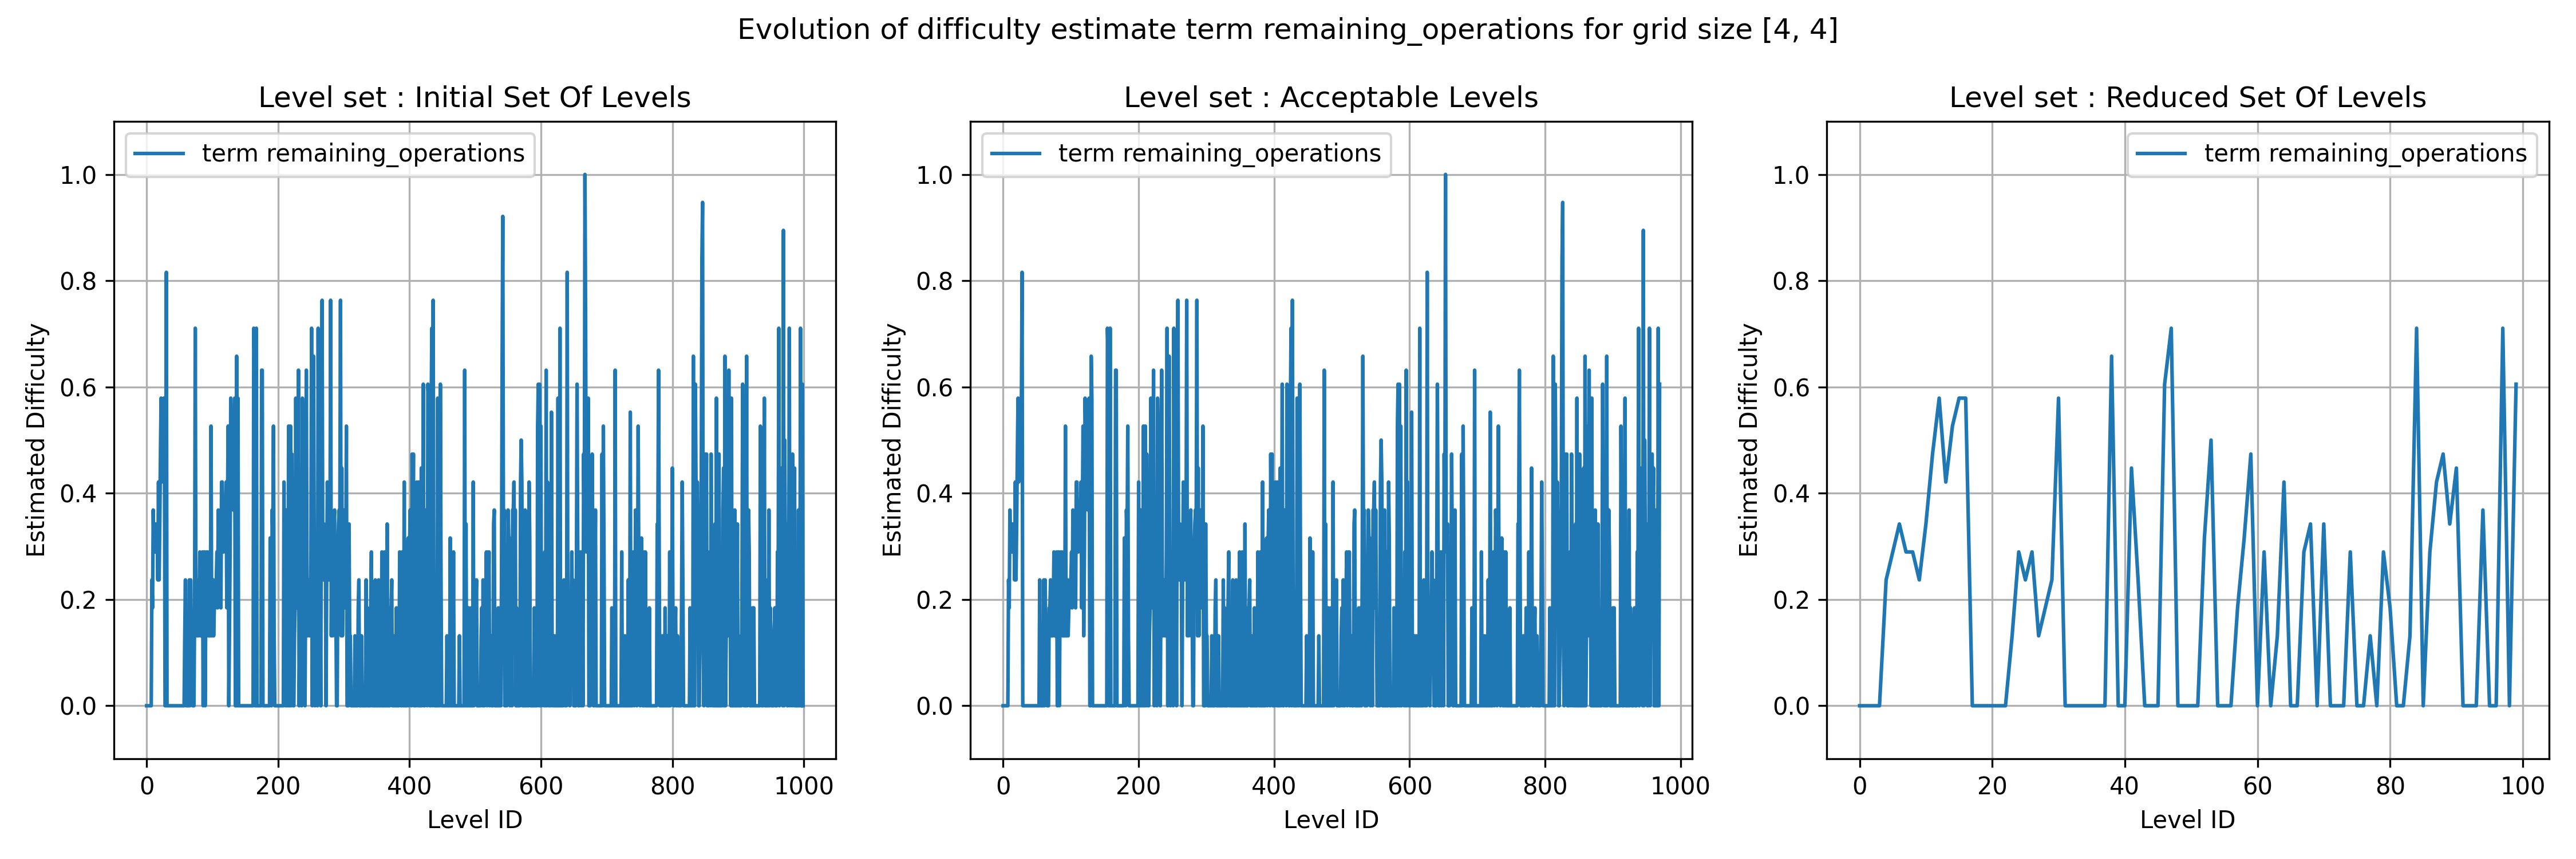 Evolution of difficulty estimate term remaining_operations for grid size [4, 4]
Level set : Initial Set Of Levels
term remaining_operations
Estimated Difficulty
1.0
0.8
0.6
0.4
0.2
0.0
0 200 400 600 800 1000
Level ID
Level set : Acceptable Levels
term remaining_operations
Estimated Difficulty
1.0
0.8
0.6
0.4
0.2
0.0
0 200 400 600 800 1000
Level ID
Level set : Reduced Set Of Levels
term remaining_operations
Estimated Difficulty
1.0
0.8
0.6
0.4
0.2
0.0
0 20 40 60 80 100
Level ID